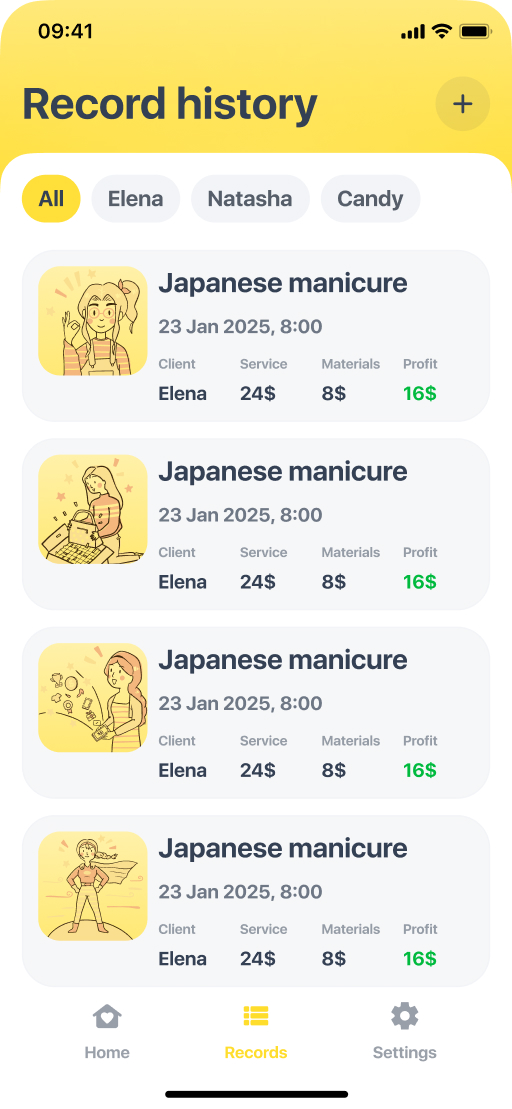 09:41
Record history
All Elena Natasha Candy
Japanese manicure
23 Jan 2025, 8:00
Client Service Materials Profit
Elena 24$ 8$ 16$
Japanese manicure
23 Jan 2025, 8:00
Client Service Materials Profit
Elena 24$ 8$ 16$
Japanese manicure
23 Jan 2025, 8:00
Client Service Materials Profit
Elena 24$ 8$ 16$
Japanese manicure
23 Jan 2025, 8:00
Client Service Materials Profit
Elena 24$ 8$ 16$
Home Records Settings